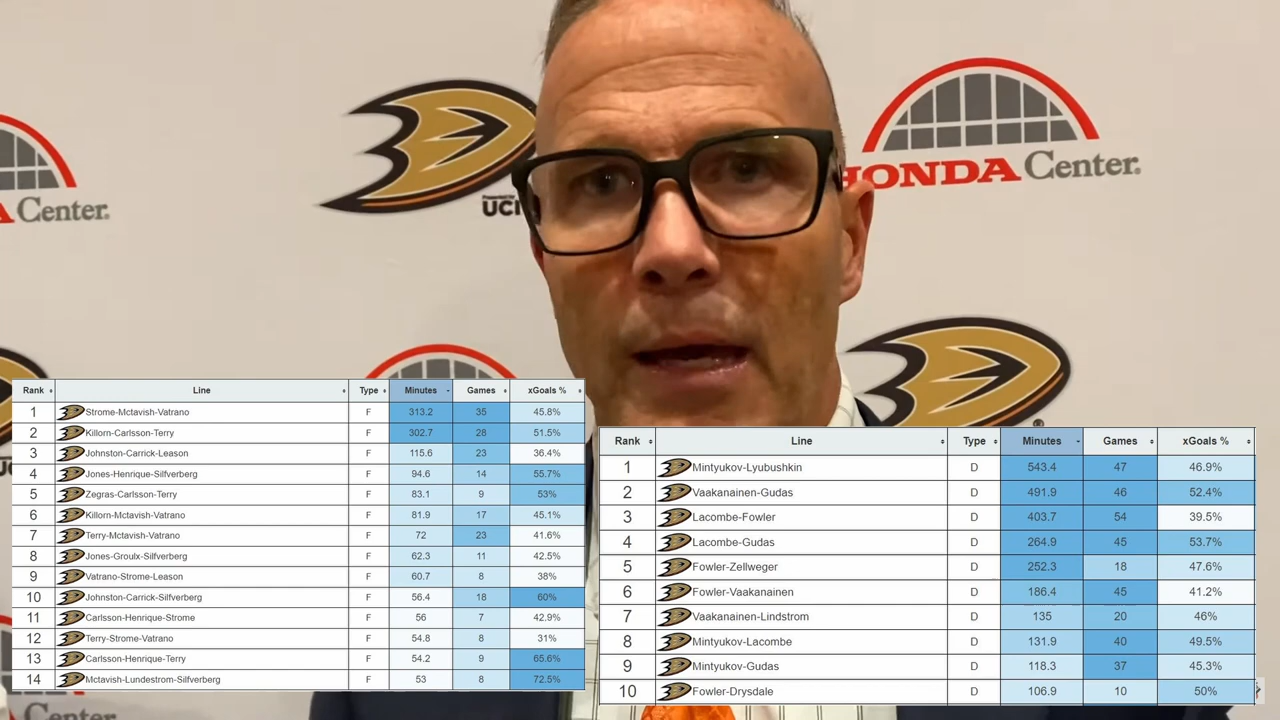 HONDA Center.
UCI
Center.
Rank Line Type Minutes Games xGoals %
1 Strome-Mctavish-Vatrano F 313.2 35 45.8%
2 Killorn-Carlsson-Terry F 302.7 28 51.5%
3 Johnston-Carrick-Leason F 115.6 23 36.4%
4 Jones-Henrique-Silfverberg F 94.6 14 55.7%
5 Zegras-Carlsson-Terry F 83.1 9 53%
6 Killorn-Mctavish-Vatrano F 81.9 17 45.1%
7 Terry-Mctavish-Vatrano F 72 23 41.6%
8 Jones-Groulx-Silfverberg F 62.3 11 42.5%
9 Vatrano-Strome-Leason F 60.7 8 38%
10 Johnston-Carrick-Silfverberg F 56.4 18 60%
11 Carlsson-Henrique-Strome F 56 7 42.9%
12 Terry-Strome-Vatrano F 54.8 8 31%
13 Carlsson-Henrique-Terry F 54.2 9 65.6%
14 Mctavish-Lundestrom-Silfverberg F 53 8 72.5%
Rank Line Type Minutes Games xGoals %
1 Mintyukov-Lyubushkin D 543.4 47 46.9%
2 Vaakanainen-Gudas D 491.9 46 52.4%
3 Lacombe-Fowler D 403.7 54 39.5%
4 Lacombe-Gudas D 264.9 45 53.7%
5 Fowler-Zellweger D 252.3 18 47.6%
6 Fowler-Vaakanainen D 186.4 45 41.2%
7 Vaakanainen-Lindstrom D 135 20 46%
8 Mintyukov-Lacombe D 131.9 40 49.5%
9 Mintyukov-Gudas D 118.3 37 45.3%
10 Fowler-Drysdale D 106.9 10 50%
Center